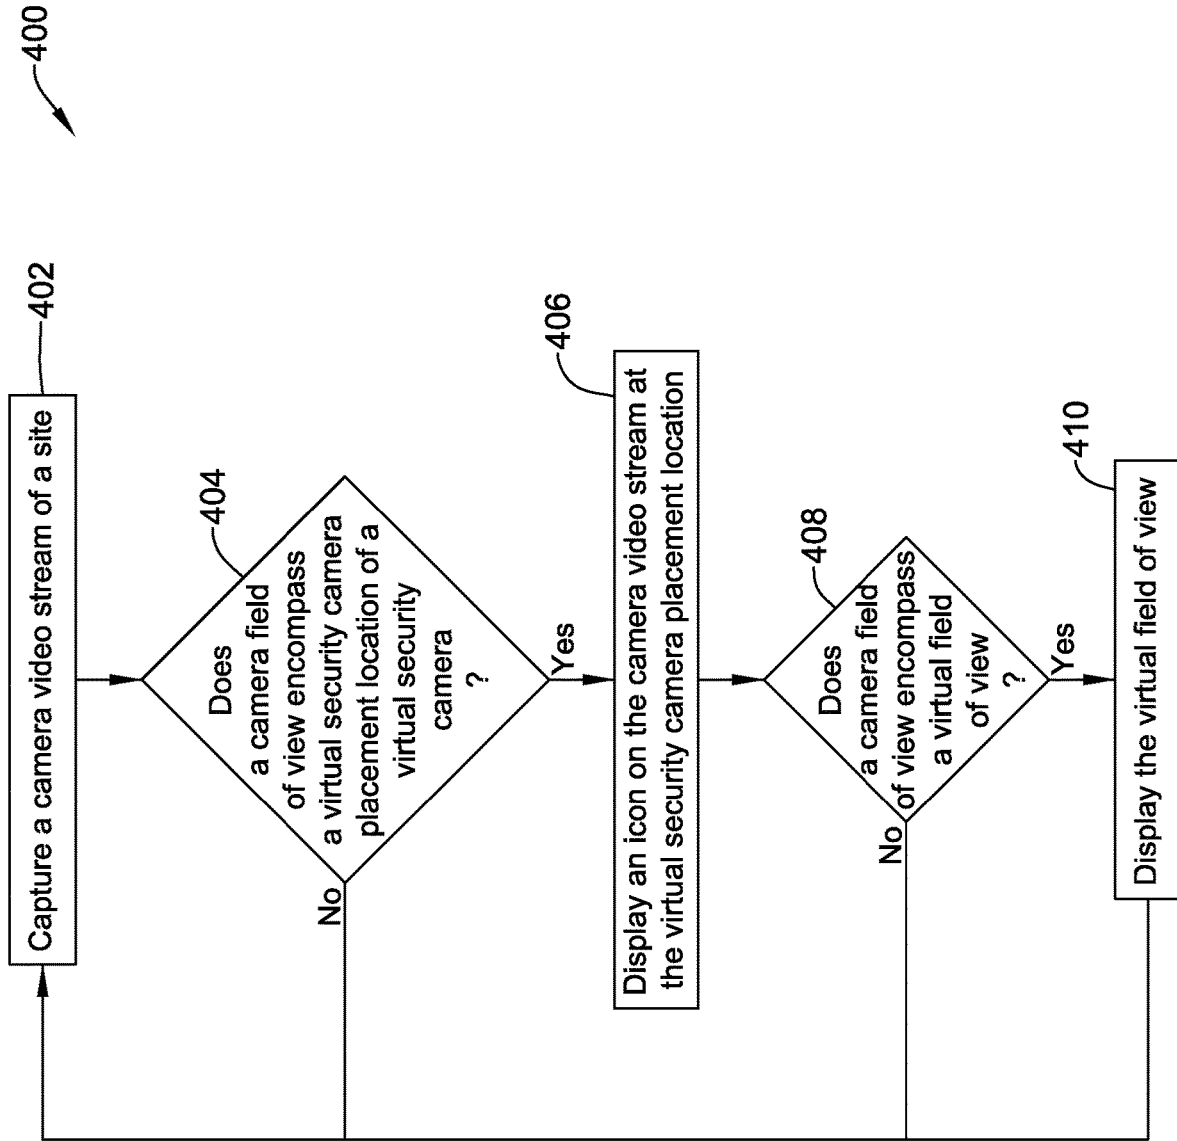 400
402
Capture a camera video stream of a site
404
Does
a camera field
of view encompass
a virtual security camera
placement location of a
virtual security
camera
?
No
Yes
406
Display an icon on the camera video stream at
the virtual security camera placement location
408
Does
a camera field
of view encompass
a virtual field
of view
?
No
Yes
410
Display the virtual field of view